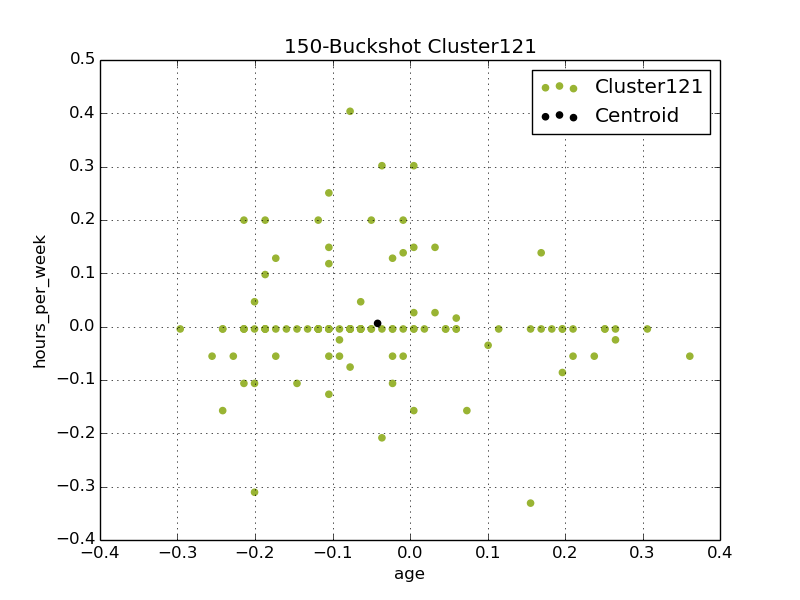 150-Buckshot Cluster121
Cluster121
Centroid
0.5
0.4
0.3
0.2
0.1
0.0
−0.1
−0.2
−0.3
−0.4
hours_per_week
−0.4 −0.3 −0.2 −0.1 0.0 0.1 0.2 0.3 0.4
age